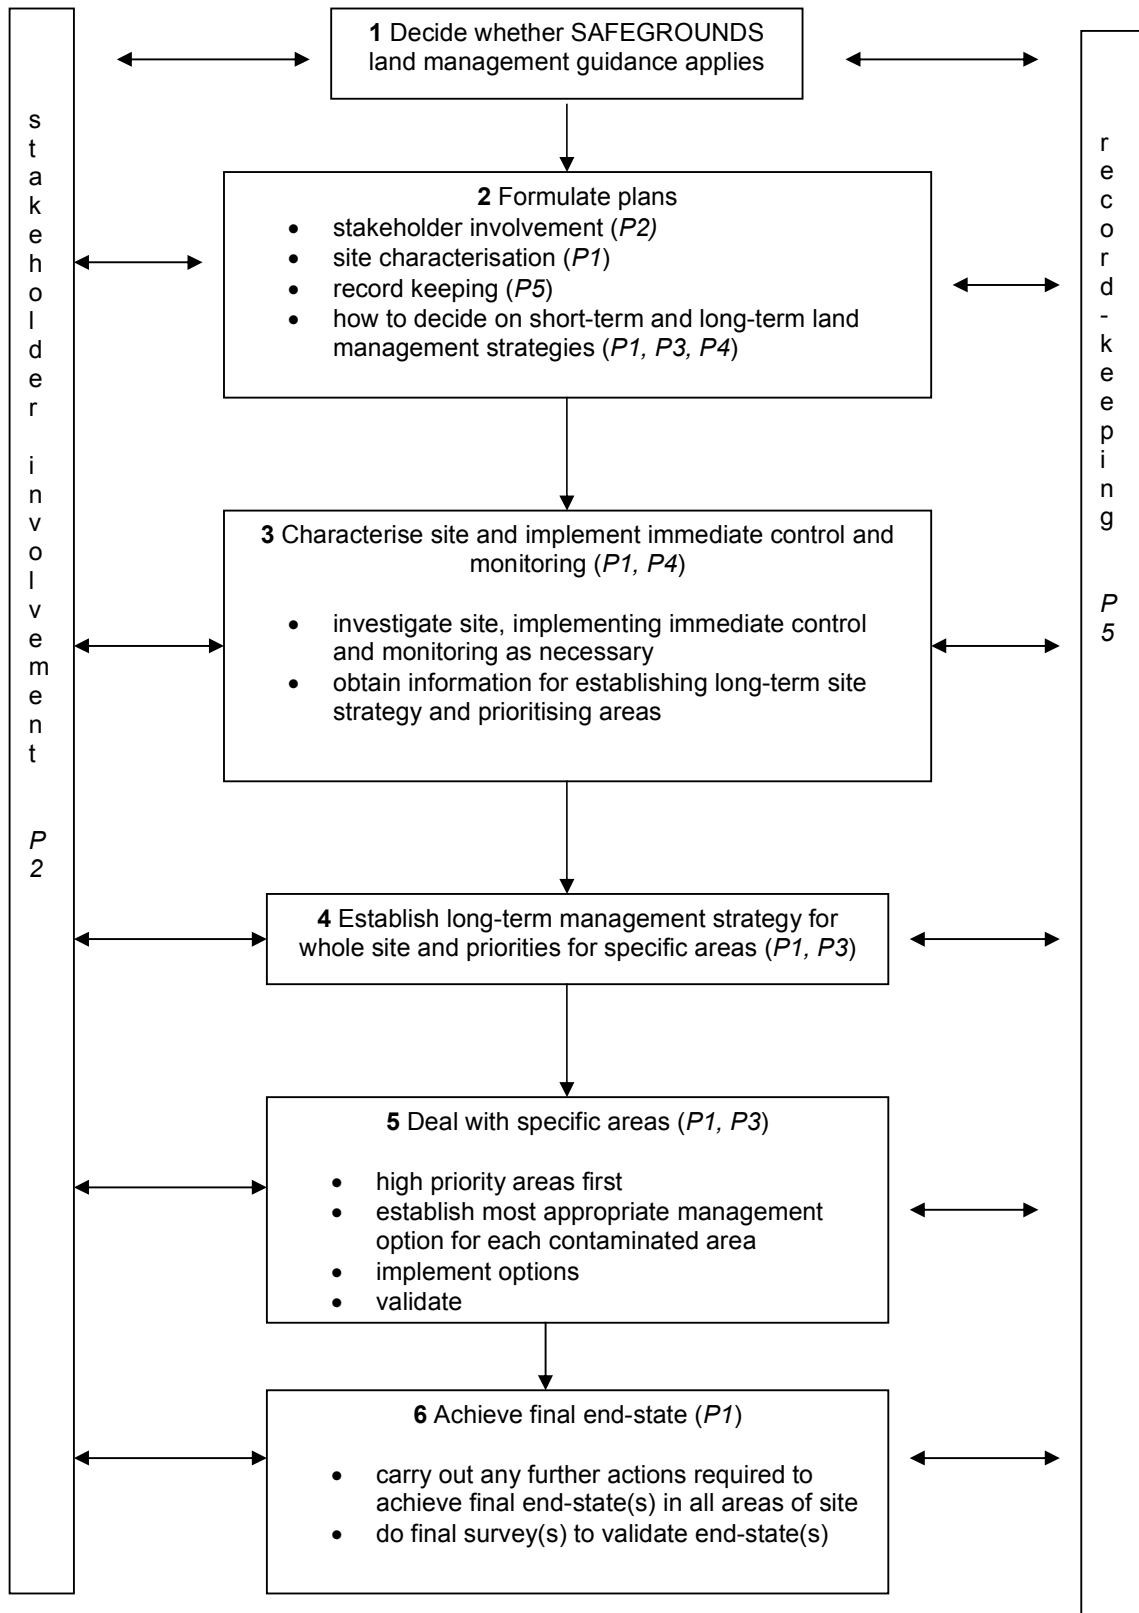 stakeholder involvement P2
1 Decide whether SAFEGROUNDS
land management guidance applies
2 Formulate plans
• stakeholder involvement (P2)
• site characterisation (P1)
• record keeping (P5)
• how to decide on short-term and long-term land
management strategies (P1, P3, P4)
3 Characterise site and implement immediate control and
monitoring (P1, P4)
• investigate site, implementing immediate control
and monitoring as necessary
• obtain information for establishing long-term site
strategy and prioritising areas
4 Establish long-term management strategy for
whole site and priorities for specific areas (P1, P3)
5 Deal with specific areas (P1, P3)
• high priority areas first
• establish most appropriate management
option for each contaminated area
• implement options
• validate
6 Achieve final end-state (P1)
• carry out any further actions required to
achieve final end-state(s) in all areas of site
• do final survey(s) to validate end-state(s)
record-keeping P5